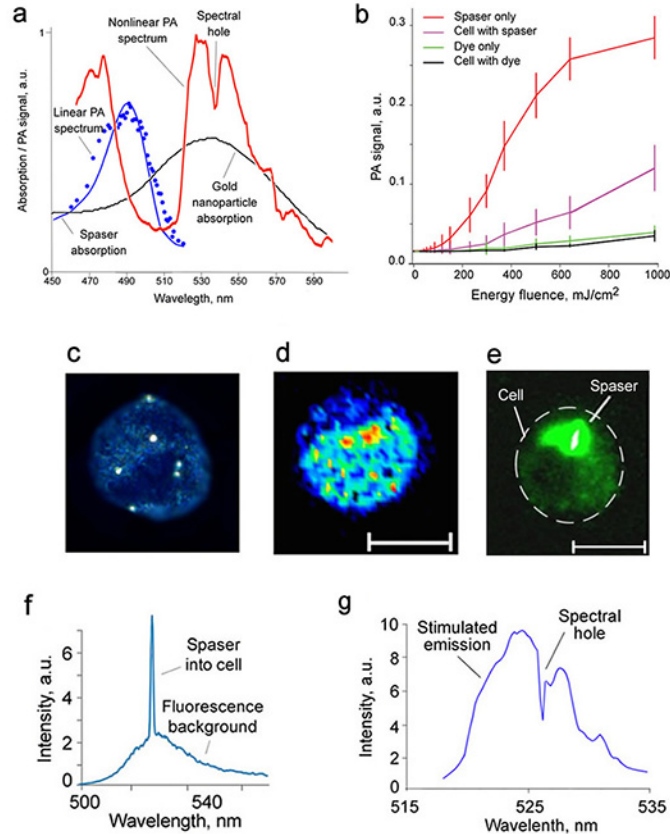 a
Nonlinear PA
spectrum
Spectral
hole
1
Linear PA
spectrum
Absorption / PA signal, a.u.
Spaser
absorption
Gold
nanoparticle
absorption
0
450 470 490 510 530 550 570 590
Wavelegth, nm
b
Spaser only
Cell with spaser
Dye only
Cell with dye
PA signal, a.u.
0.3
0.2
0.1
0.0
0 200 400 600 800 1000
Energy fluence, mJ/cm²
c
d
e
Cell
Spaser
f
Intensity, a.u.
6
4
2
0
Spaser
into cell
Fluorescence
background
500 540
Wavelength, nm
g
Intensity, a.u.
10
8
6
4
2
0
Stimulated
emission
Spectral
hole
515 525 535
Wavelenth, nm